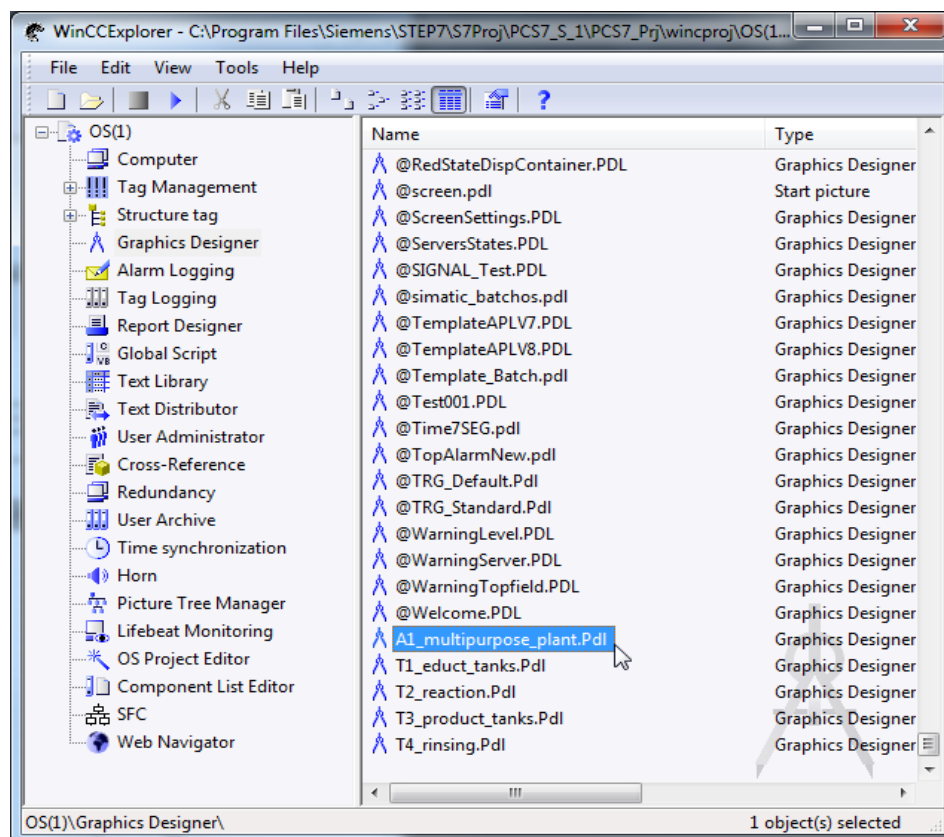 WinCCExplorer - C:\Program Files\Siemens\STEP7\S7Proj\PCS7_S_1\PCS7_Prj\wincproj\OS(1...
File Edit View Tools Help
OS(1)
Computer
Tag Management
Structure tag
Graphics Designer
Alarm Logging
Tag Logging
Report Designer
Global Script
Text Library
Text Distributor
User Administrator
Cross-Reference
Redundancy
User Archive
Time synchronization
Horn
Picture Tree Manager
Lifebeat Monitoring
OS Project Editor
Component List Editor
SFC
Web Navigator
Name Type
@RedStateDispContainer.PDL Graphics Designer
@screen.pdl Start picture
@ScreenSettings.PDL Graphics Designer
@ServersStates.PDL Graphics Designer
@SIGNAL_Test.PDL Graphics Designer
@simatic_batchos.pdl Graphics Designer
@TemplateAPLV7.PDL Graphics Designer
@TemplateAPLV8.PDL Graphics Designer
@Template_Batch.pdl Graphics Designer
@Test001.PDL Graphics Designer
@Time7SEG.pdl Graphics Designer
@TopAlarmNew.pdl Graphics Designer
@TRG_Default.Pdl Graphics Designer
@TRG_Standard.Pdl Graphics Designer
@WarningLevel.PDL Graphics Designer
@WarningServer.PDL Graphics Designer
@WarningTopfield.PDL Graphics Designer
@Welcome.PDL Graphics Designer
A1_multipurpose_plant.Pdl Graphics Designer
T1_educt_tanks.Pdl Graphics Designer
T2_reaction.Pdl Graphics Designer
T3_product_tanks.Pdl Graphics Designer
T4_rinsing.Pdl Graphics Designer
OS(1)\Graphics Designer\ 1 object(s) selected